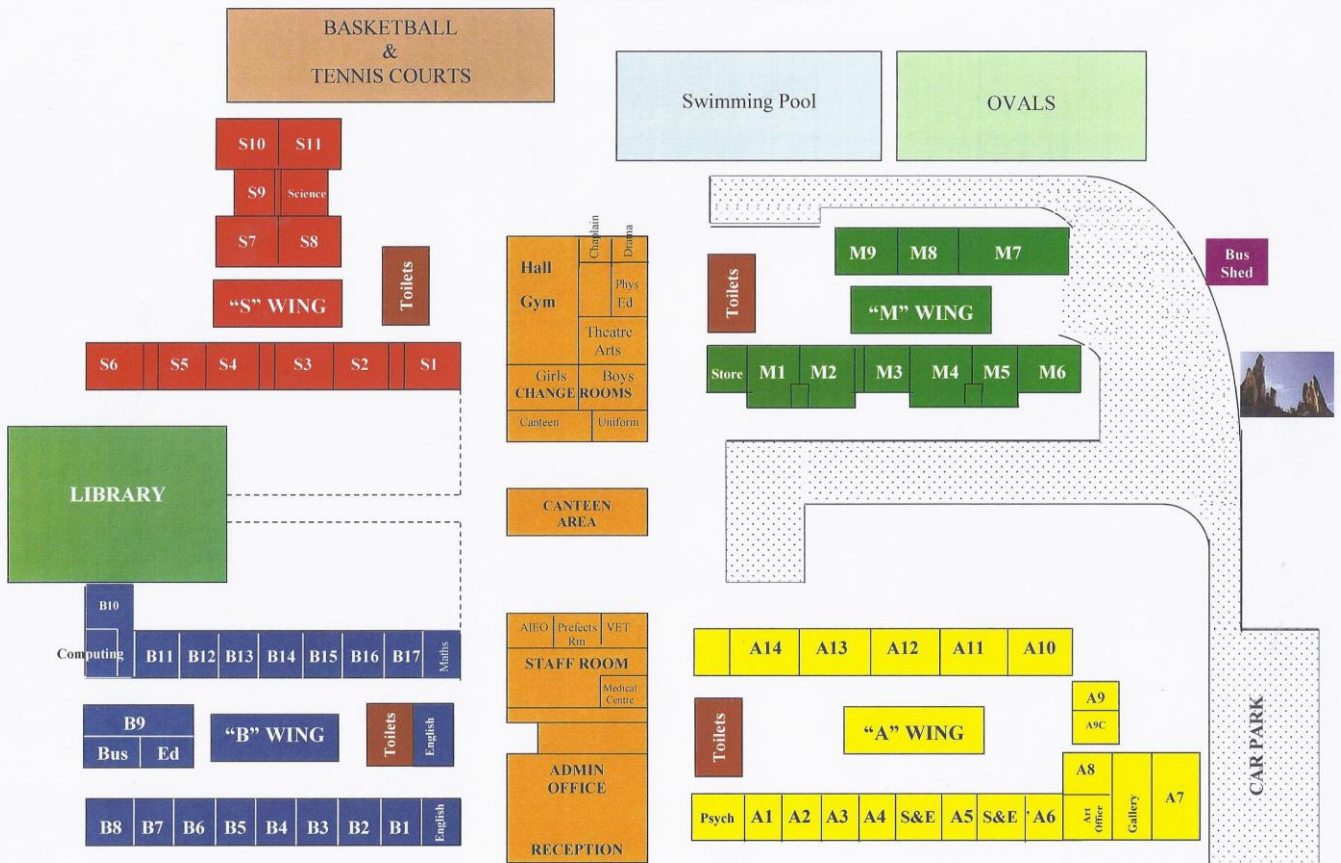 BASKETBALL
&
TENNIS COURTS
Swimming Pool
OVALS
S10 S11
S9 Science
S7 S8
"S" WING
Toilets
S6 S5 S4 S3 S2 S1
Hall
Gym
Chaplain
Drama
Phys
Ed
Theatre
Arts
Girls Boys
CHANGE ROOMS
Canteen Uniform
Toilets
M9 M8 M7
"M" WING
Store M1 M2 M3 M4 M5 M6
Bus
Shed
LIBRARY
CANTEEN
AREA
B10
Computing
B11 B12 B13 B14 B15 B16 B17 Maths
B9
Bus Ed
"B" WING
Toilets
English
B8 B7 B6 B5 B4 B3 B2 B1 English
AIEO Prefects VET
Rm
STAFF ROOM
Medical
Centre
ADMIN
OFFICE
RECEPTION
A14 A13 A12 A11 A10
A9
A9C
Toilets
"A" WING
A8
Art
Office
Gallery
A7
Psych A1 A2 A3 A4 S&E A5 S&E A6
CAR PARK